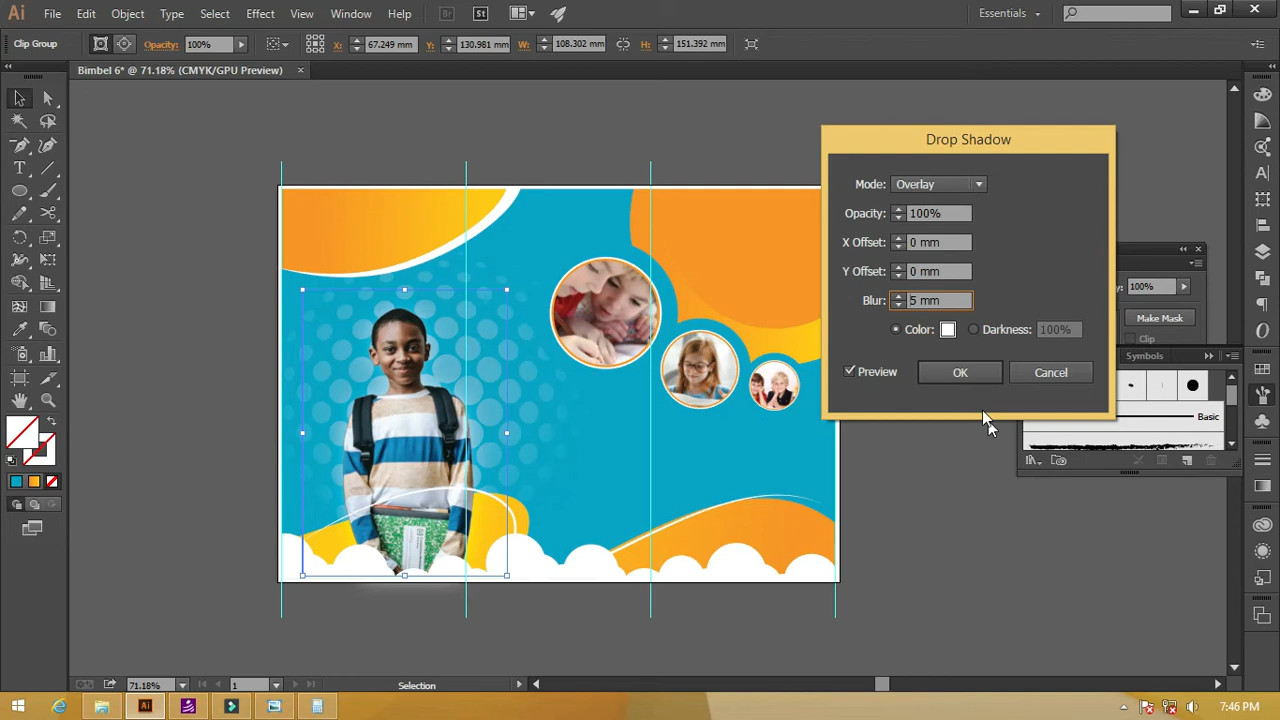 Ai File Edit Object Type Select Effect View Window Help Br St Essentials
Clip Group Opacity: 100% X: 67.249 mm Y: 130.981 mm W: 108.302 mm H: 151.392 mm
Bimbel 6* @ 71.18% (CMYK/GPU Preview) ×
Drop Shadow
Mode: Overlay
Opacity: 100%
X Offset: 0 mm
Y Offset: 0 mm
Blur: 5 mm
Color: Darkness: 100%
Preview OK Cancel
100%
Make Mask
Clip
Symbols
Basic
71.18% 1 Selection
Ai 7:46 PM